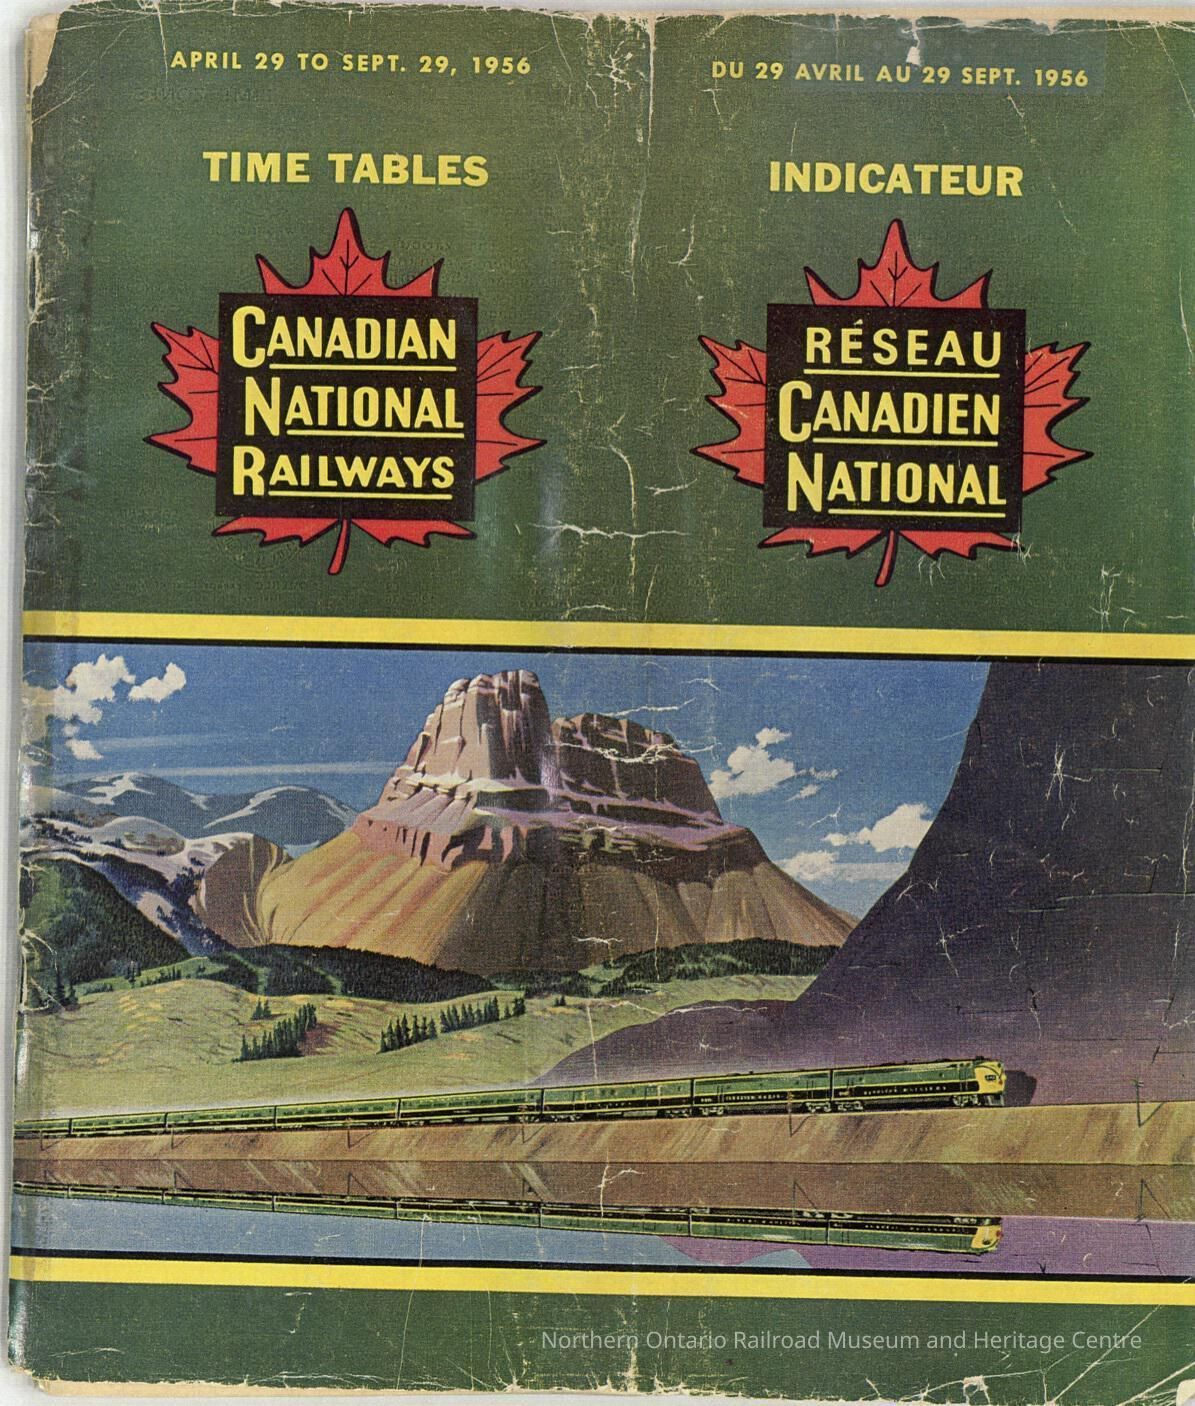 APRIL 29 TO SEPT. 29, 1956
TIME TABLES
CANADIAN
NATIONAL
RAILWAYS
DU 29 AVRIL AU 29 SEPT. 1956
INDICATEUR
RÉSEAU
CANADIEN
NATIONAL
Northern Ontario Railroad Museum and Heritage Centre